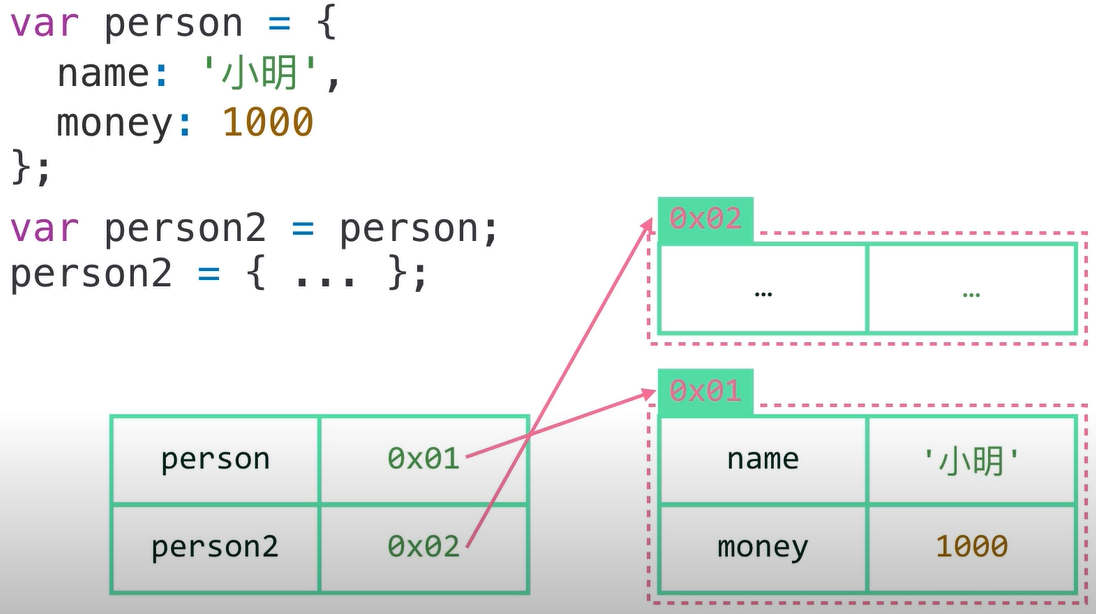 var person = {
  name: '小明',
  money: 1000
};
var person2 = person;
person2 = { ... };
0x02
… …
0x01
name '小明'
money 1000
person 0x01
person2 0x02